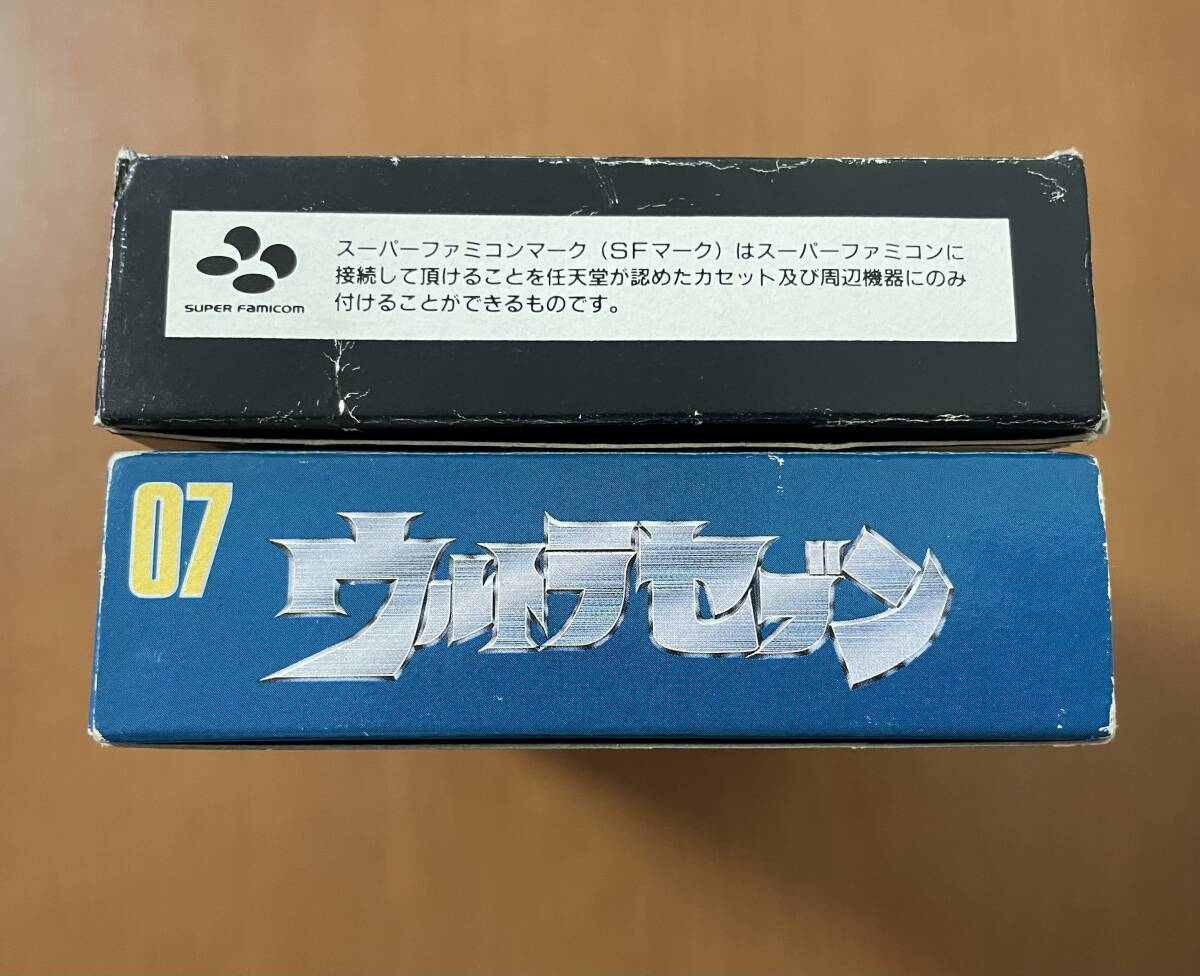 スーパーファミコンマーク（SFマーク）はスーパーファミコンに
接続して頂けることを任天堂が認めたカセット及び周辺機器にのみ
付けることができるものです。
SUPER FAMICOM
07
ウルトラセブン